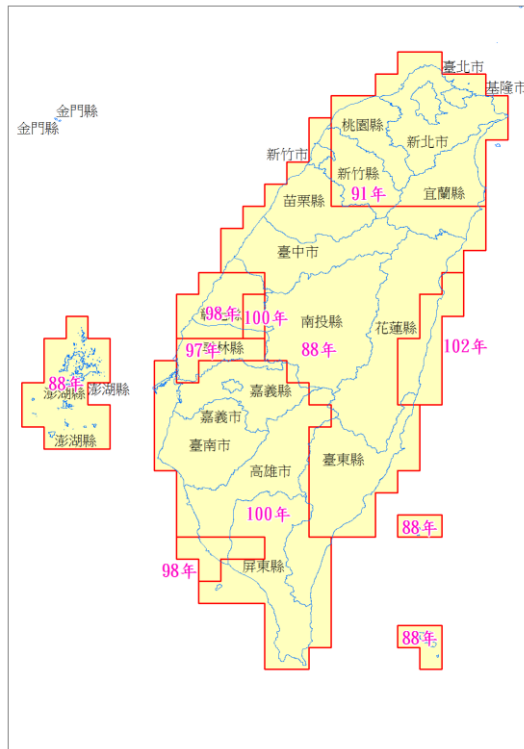 臺北市
基隆市
金門縣
金門縣
桃園縣
新北市
新竹市
新竹縣
宜蘭縣
91年
苗栗縣
臺中市
98年
100年
南投縣
花蓮縣
97年
88年
102年
88年
澎湖縣
澎湖縣
嘉義縣
嘉義市
臺南市
澎湖縣
臺東縣
高雄市
100年
88年
98年
屏東縣
88年